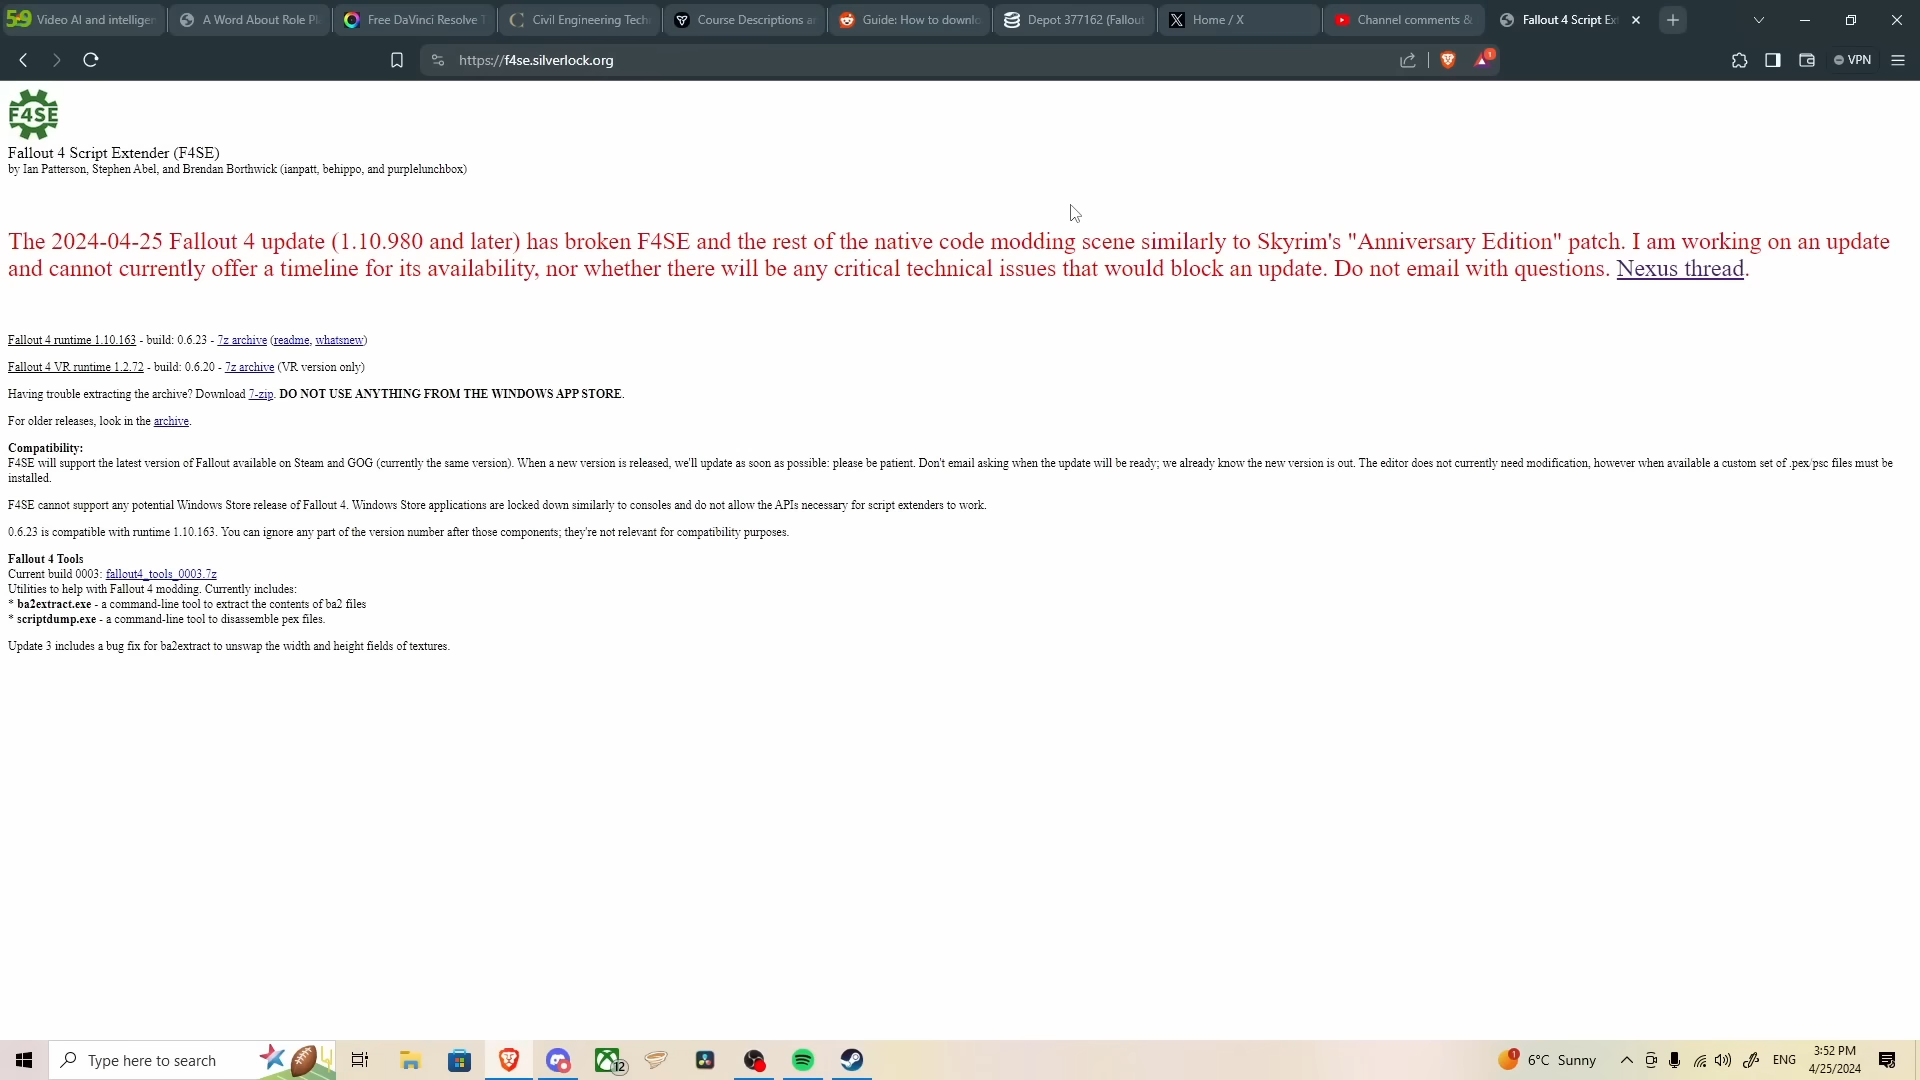 Video AI and intelligen
A Word About Role Pl
Free DaVinci Resolve T
Civil Engineering Tech
Course Descriptions a
Guide: How to downlo
Depot 377162 (Fallout
Home / X
Channel comments &
Fallout 4 Script Ex
https://f4se.silverlock.org
1
VPN
F4SE
Fallout 4 Script Extender (F4SE)
by Ian Patterson, Stephen Abel, and Brendan Borthwick (ianpatt, behippo, and purplelunchbox)
The 2024-04-25 Fallout 4 update (1.10.980 and later) has broken F4SE and the rest of the native code modding scene similarly to Skyrim's "Anniversary Edition" patch. I am working on an update
and cannot currently offer a timeline for its availability, nor whether there will be any critical technical issues that would block an update. Do not email with questions. Nexus thread.
Fallout 4 runtime 1.10.163 - build: 0.6.23 - 7z archive (readme, whatsnew)
Fallout 4 VR runtime 1.2.72 - build: 0.6.20 - 7z archive (VR version only)
Having trouble extracting the archive? Download 7-zip. DO NOT USE ANYTHING FROM THE WINDOWS APP STORE.
For older releases, look in the archive.
Compatibility:
F4SE will support the latest version of Fallout available on Steam and GOG (currently the same version). When a new version is released, we'll update as soon as possible: please be patient. Don't email asking when the update will be ready; we already know the new version is out. The editor does not currently need modification, however when available a custom set of .pex/psc files must be
installed.
F4SE cannot support any potential Windows Store release of Fallout 4. Windows Store applications are locked down similarly to consoles and do not allow the APIs necessary for script extenders to work.
0.6.23 is compatible with runtime 1.10.163. You can ignore any part of the version number after those components; they're not relevant for compatibility purposes.
Fallout 4 Tools
Current build 0003: fallout4_tools_0003.7z
Utilities to help with Fallout 4 modding. Currently includes:
* ba2extract.exe - a command-line tool to extract the contents of ba2 files
* scriptdump.exe - a command-line tool to disassemble pex files.
Update 3 includes a bug fix for ba2extract to unswap the width and height fields of textures.
Type here to search
12
1
6°C Sunny
ENG
3:52 PM
4/25/2024